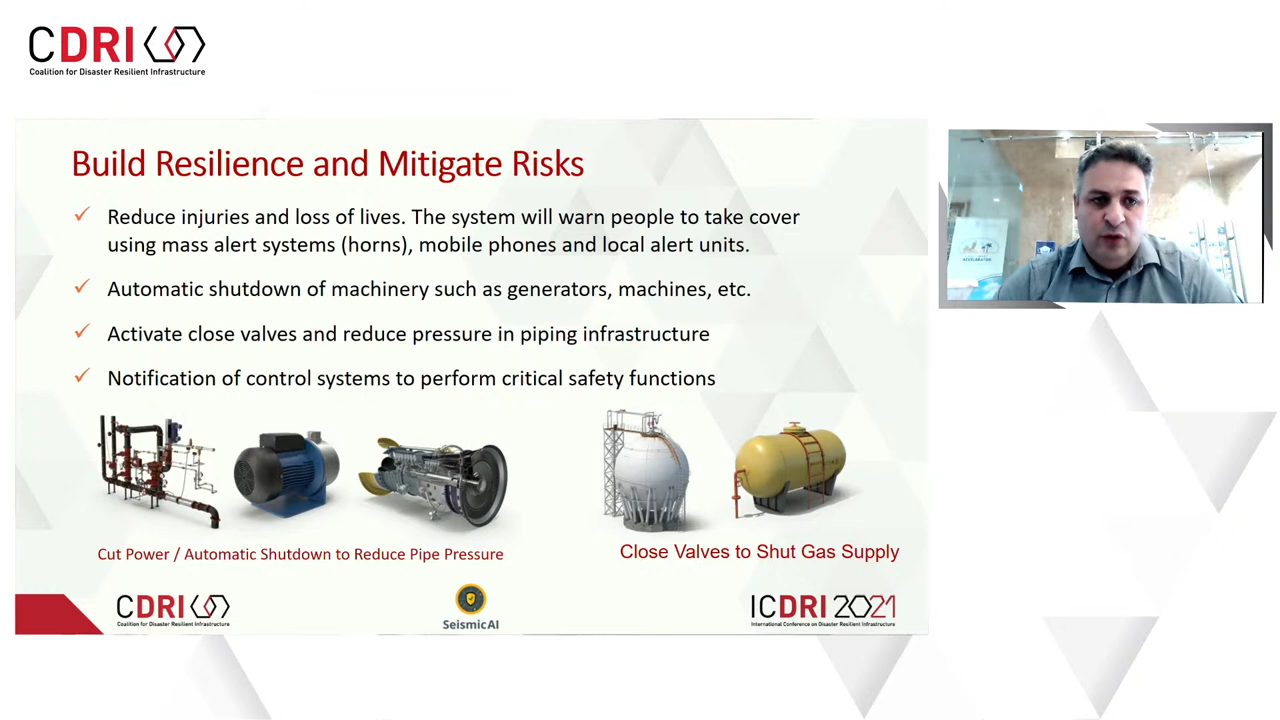 CDRI
Coalition for Disaster Resilient Infrastructure
Build Resilience and Mitigate Risks
Reduce injuries and loss of lives. The system will warn people to take cover
using mass alert systems (horns), mobile phones and local alert units.
Automatic shutdown of machinery such as generators, machines, etc.
Activate close valves and reduce pressure in piping infrastructure
Notification of control systems to perform critical safety functions
ACCELERATOR
Cut Power / Automatic Shutdown to Reduce Pipe Pressure
Close Valves to Shut Gas Supply
CDRI
Coalition for Disaster Resilient Infrastructure
SeismicAI
ICDRI 2021
International Conference on Disaster Resilient Infrastructure